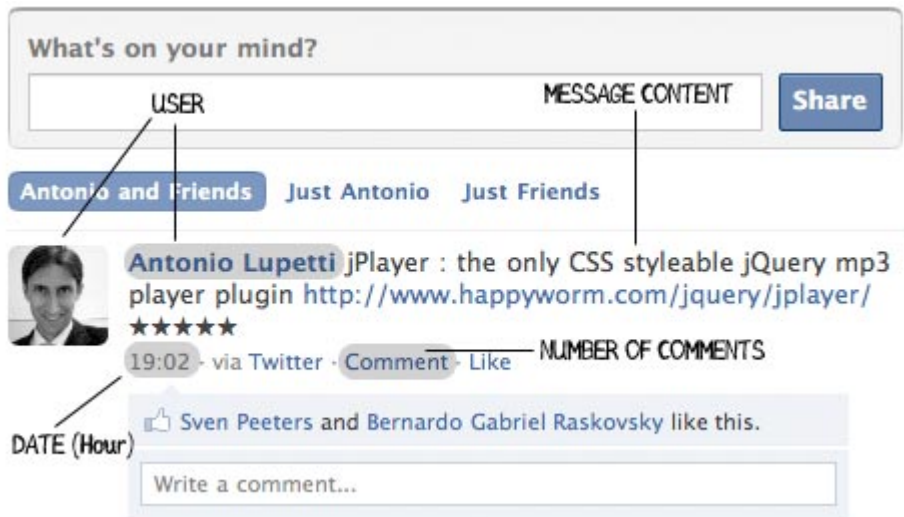 What's on your mind?
USER
MESSAGE CONTENT
Share
Antonio and Friends Just Antonio Just Friends
Antonio Lupetti jPlayer : the only CSS styleable jQuery mp3
player plugin http://www.happyworm.com/jquery/jplayer/
★★★★★
19:02 · via Twitter · Comment · Like
NUMBER OF COMMENTS
DATE (Hour)
Sven Peeters and Bernardo Gabriel Raskovsky like this.
Write a comment...